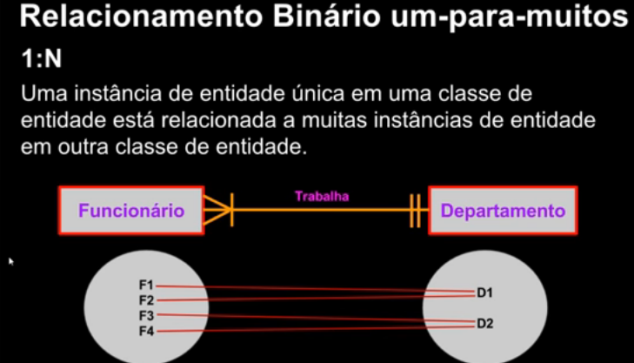 Relacionamento Binário um-para-muitos
1:N
Uma instância de entidade única em uma classe de
entidade está relacionada a muitas instâncias de entidade
em outra classe de entidade.
Trabalha
Funcionário
Departamento
F1
F2
F3
F4
D1
D2